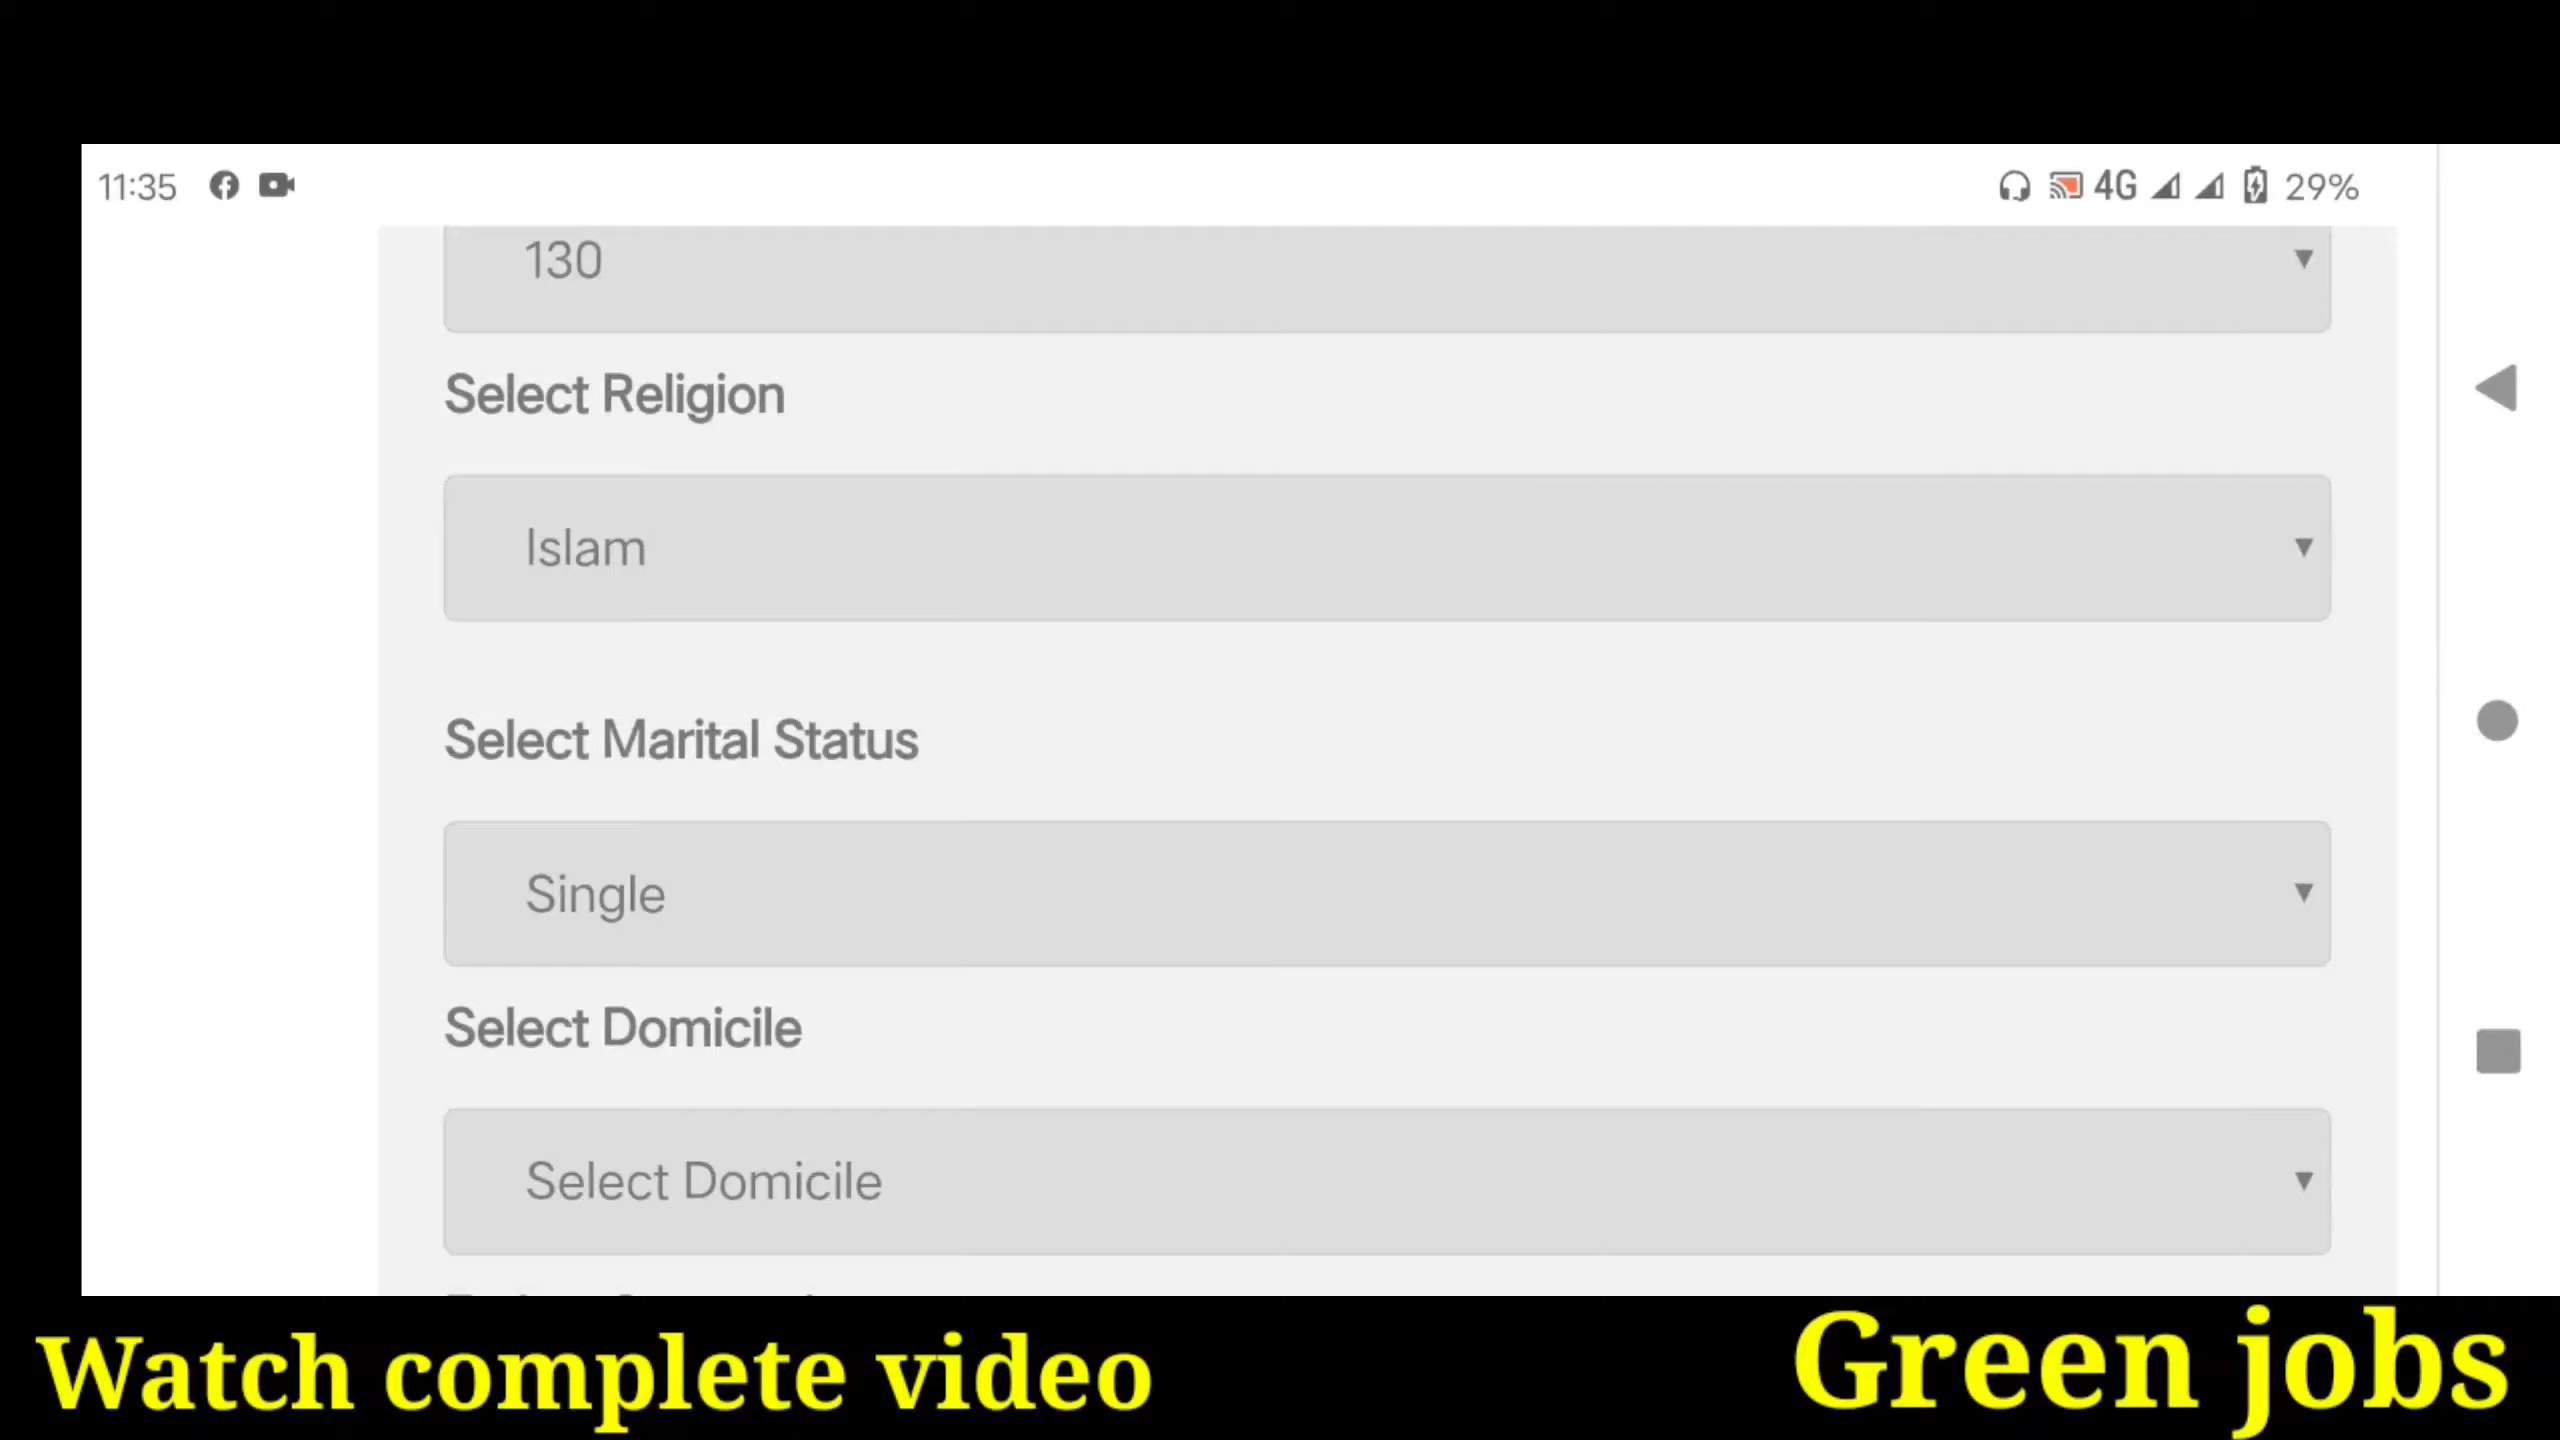 11:35 4G 29%
130
Select Religion
Islam
Select Marital Status
Single
Select Domicile
Select Domicile
Watch complete video
Green jobs